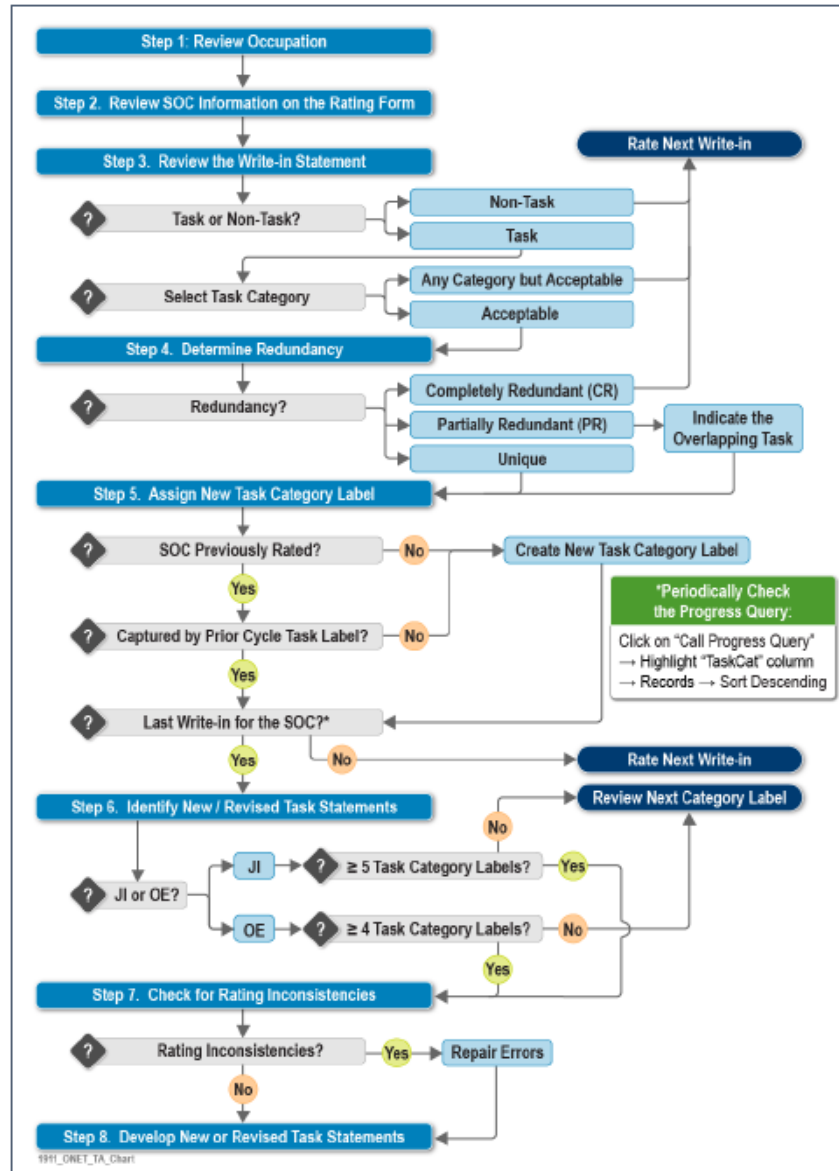 Step 1: Review Occupation
Step 2. Review SOC Information on the Rating Form
Step 3. Review the Write-in Statement
Rate Next Write-in
? Task or Non-Task?
Non-Task
Task
? Select Task Category
Any Category but Acceptable
Acceptable
Step 4. Determine Redundancy
? Redundancy?
Completely Redundant (CR)
Partially Redundant (PR)
Indicate the
Overlapping Task
Unique
Step 5. Assign New Task Category Label
? SOC Previously Rated?
No
Create New Task Category Label
Yes
*Periodically Check
the Progress Query:
Click on “Call Progress Query”
→ Highlight “TaskCat” column
→ Records → Sort Descending
? Captured by Prior Cycle Task Label?
No
Yes
? Last Write-in for the SOC?*
Yes
No
Rate Next Write-in
Step 6. Identify New / Revised Task Statements
Review Next Category Label
No
? JI or OE?
JI
? ≥ 5 Task Category Labels?
Yes
OE
? ≥ 4 Task Category Labels?
No
Yes
Step 7. Check for Rating Inconsistencies
? Rating Inconsistencies?
Yes
Repair Errors
No
Step 8. Develop New or Revised Task Statements
1911_ONET_TA_Chart